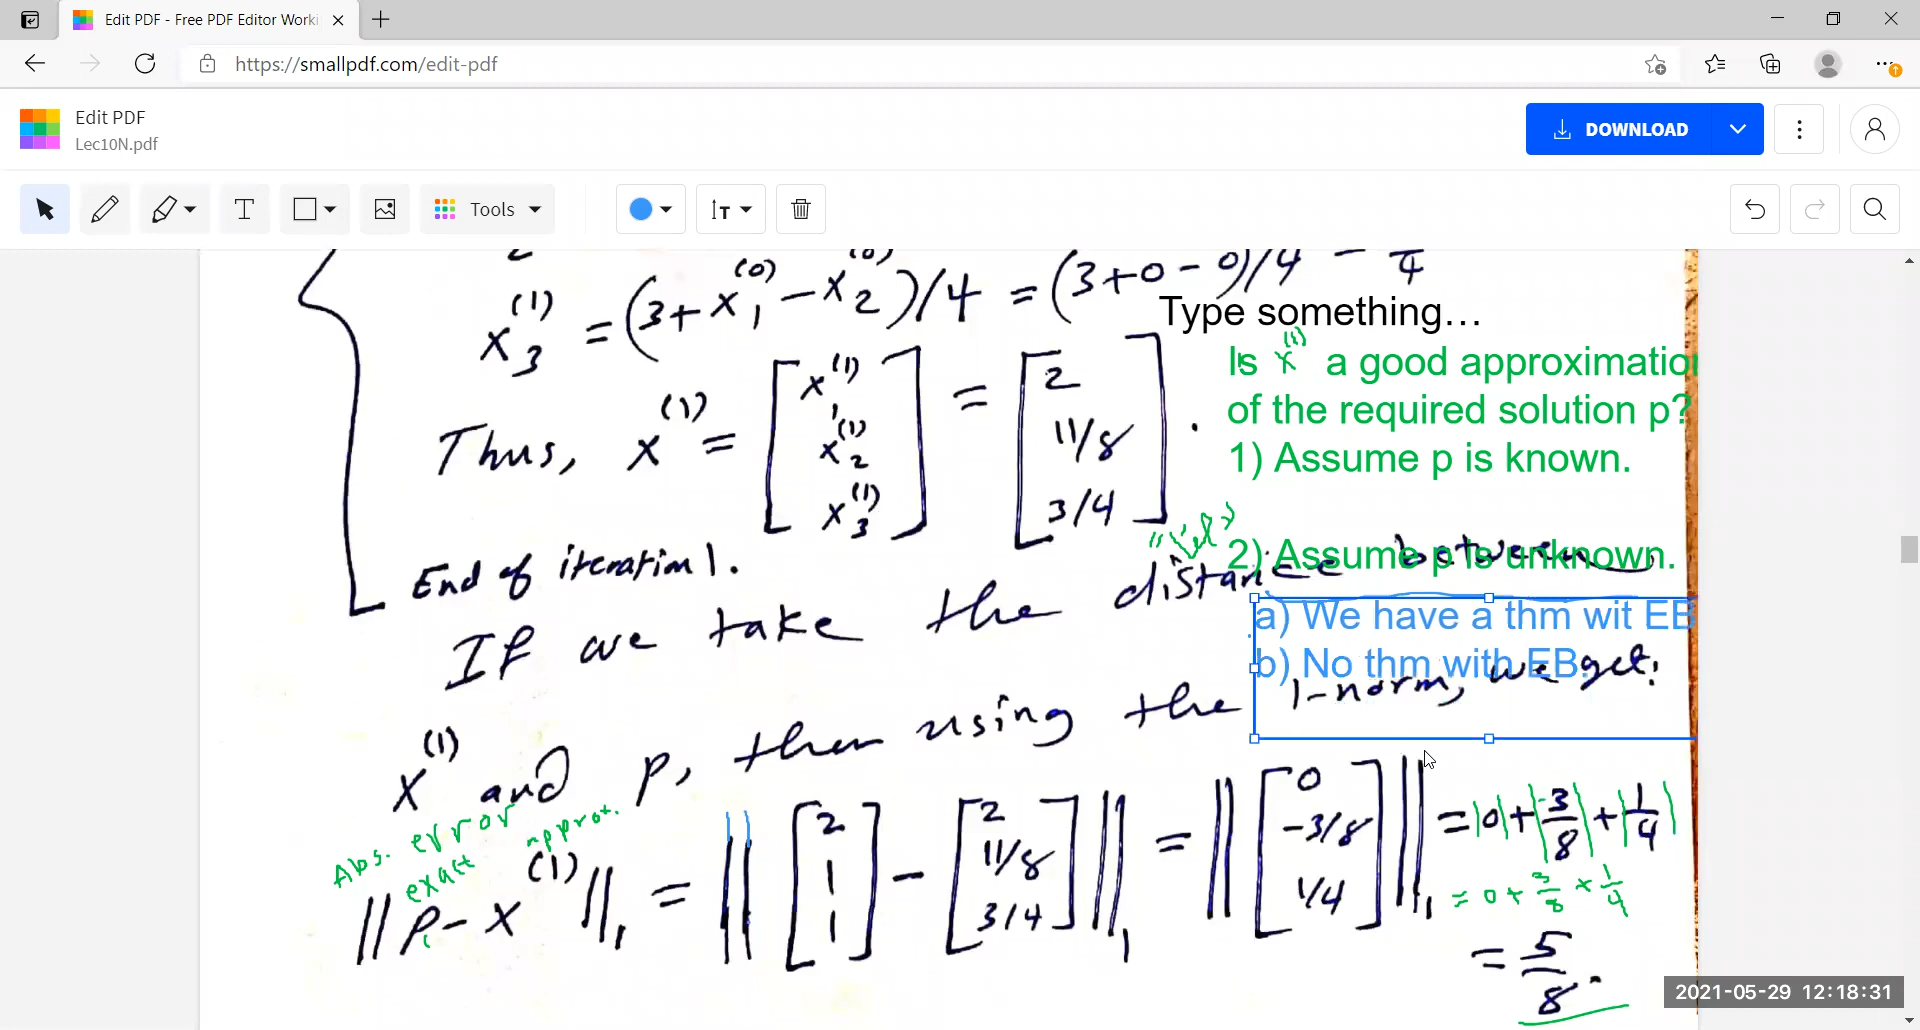 Edit PDF - Free PDF Editor Worki
https://smallpdf.com/edit-pdf
Edit PDF
Lec10N.pdf
DOWNLOAD
T
Tools
x₃⁽¹⁾ = (3+x₁⁽⁰⁾ - x₂⁽⁰⁾)/4 = (3+0-0)/4 = 3/4
Type something...
Is x⁽¹⁾ a good approximatio
of the required solution p?
1) Assume p is known.
Thus, x⁽¹⁾ = [x₁⁽¹⁾ x₂⁽¹⁾ x₃⁽¹⁾] = [2 11/8 3/4].
2) Assume p is unknown.
End of iteration 1.
a) We have a thm wit EB
b) No thm with EB.
If we take the distance between
x⁽¹⁾ and p, then using the 1-norm, we get:
Abs. error
exact approx.
||p - x⁽¹⁾||₁ = ||[2 1 1] - [2 11/8 3/4]||₁ = ||[0 -3/8 1/4]||₁ = |0| + |-3/8| + |1/4|
= 0 + 3/8 + 1/4
= 5/8.
2021-05-29 12:18:31